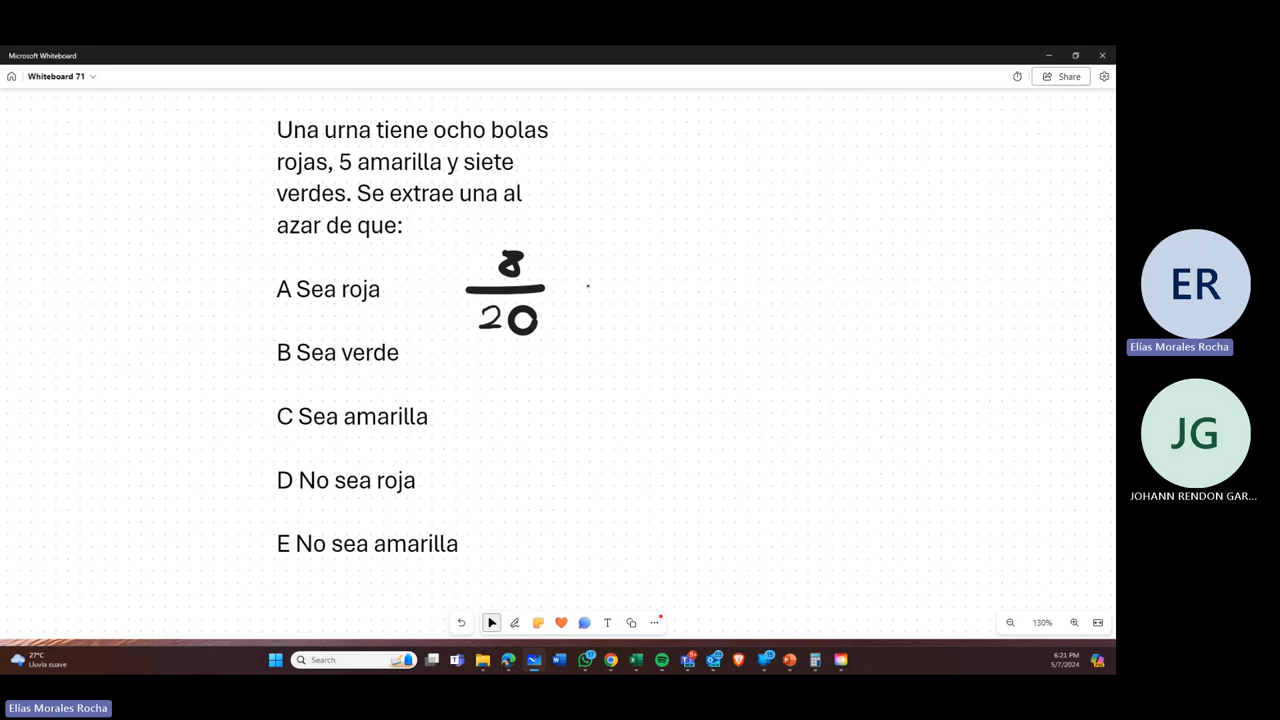 Microsoft Whiteboard
Whiteboard 71
Share
Una urna tiene ocho bolas
rojas, 5 amarilla y siete
verdes. Se extrae una al
azar de que:
8
A Sea roja
20
B Sea verde
C Sea amarilla
D No sea roja
E No sea amarilla
ER
Elías Morales Rocha
JG
JOHANN RENDON GAR...
T
130%
27°C
Lluvia suave
Search
6:21 PM
5/7/2024
Elías Morales Rocha